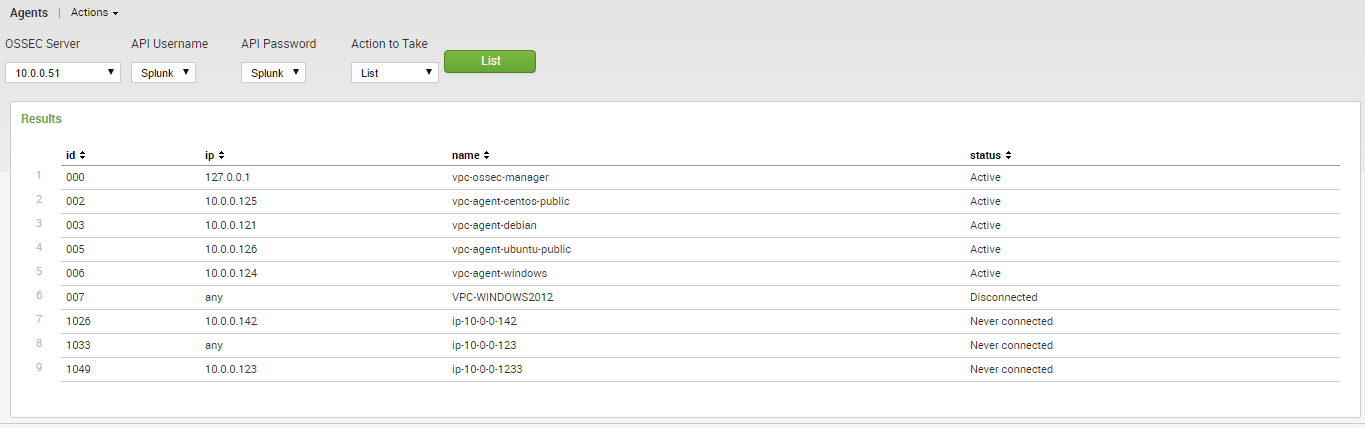 Agents | Actions
OSSEC Server API Username API Password Action to Take
10.0.0.51 Splunk Splunk List List
Results
id ip name status
1 000 127.0.0.1 vpc-ossec-manager Active
2 002 10.0.0.125 vpc-agent-centos-public Active
3 003 10.0.0.121 vpc-agent-debian Active
4 005 10.0.0.126 vpc-agent-ubuntu-public Active
5 006 10.0.0.124 vpc-agent-windows Active
6 007 any VPC-WINDOWS2012 Disconnected
7 1026 10.0.0.142 ip-10-0-0-142 Never connected
8 1033 any ip-10-0-0-123 Never connected
9 1049 10.0.0.123 ip-10-0-0-1233 Never connected